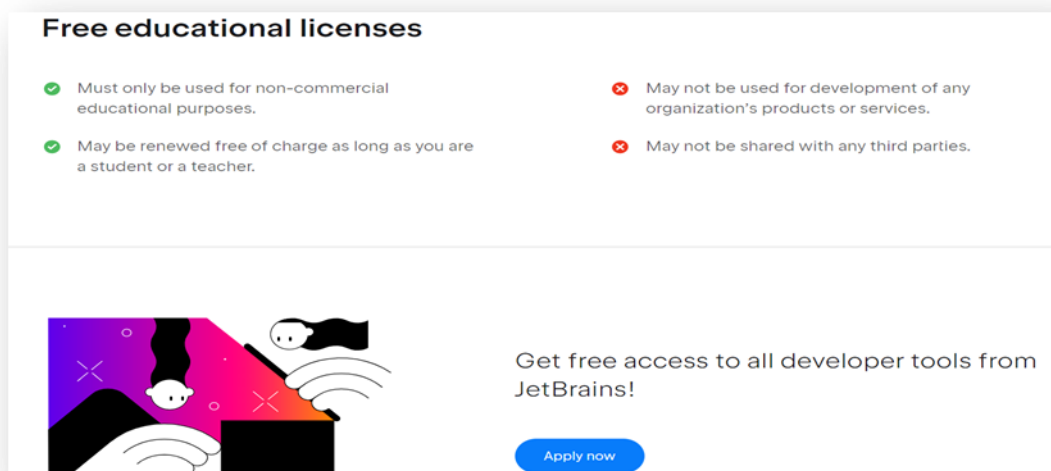 Free educational licenses
Must only be used for non-commercial
educational purposes.
May be renewed free of charge as long as you are
a student or a teacher.
May not be used for development of any
organization's products or services.
May not be shared with any third parties.
Get free access to all developer tools from
JetBrains!
Apply now